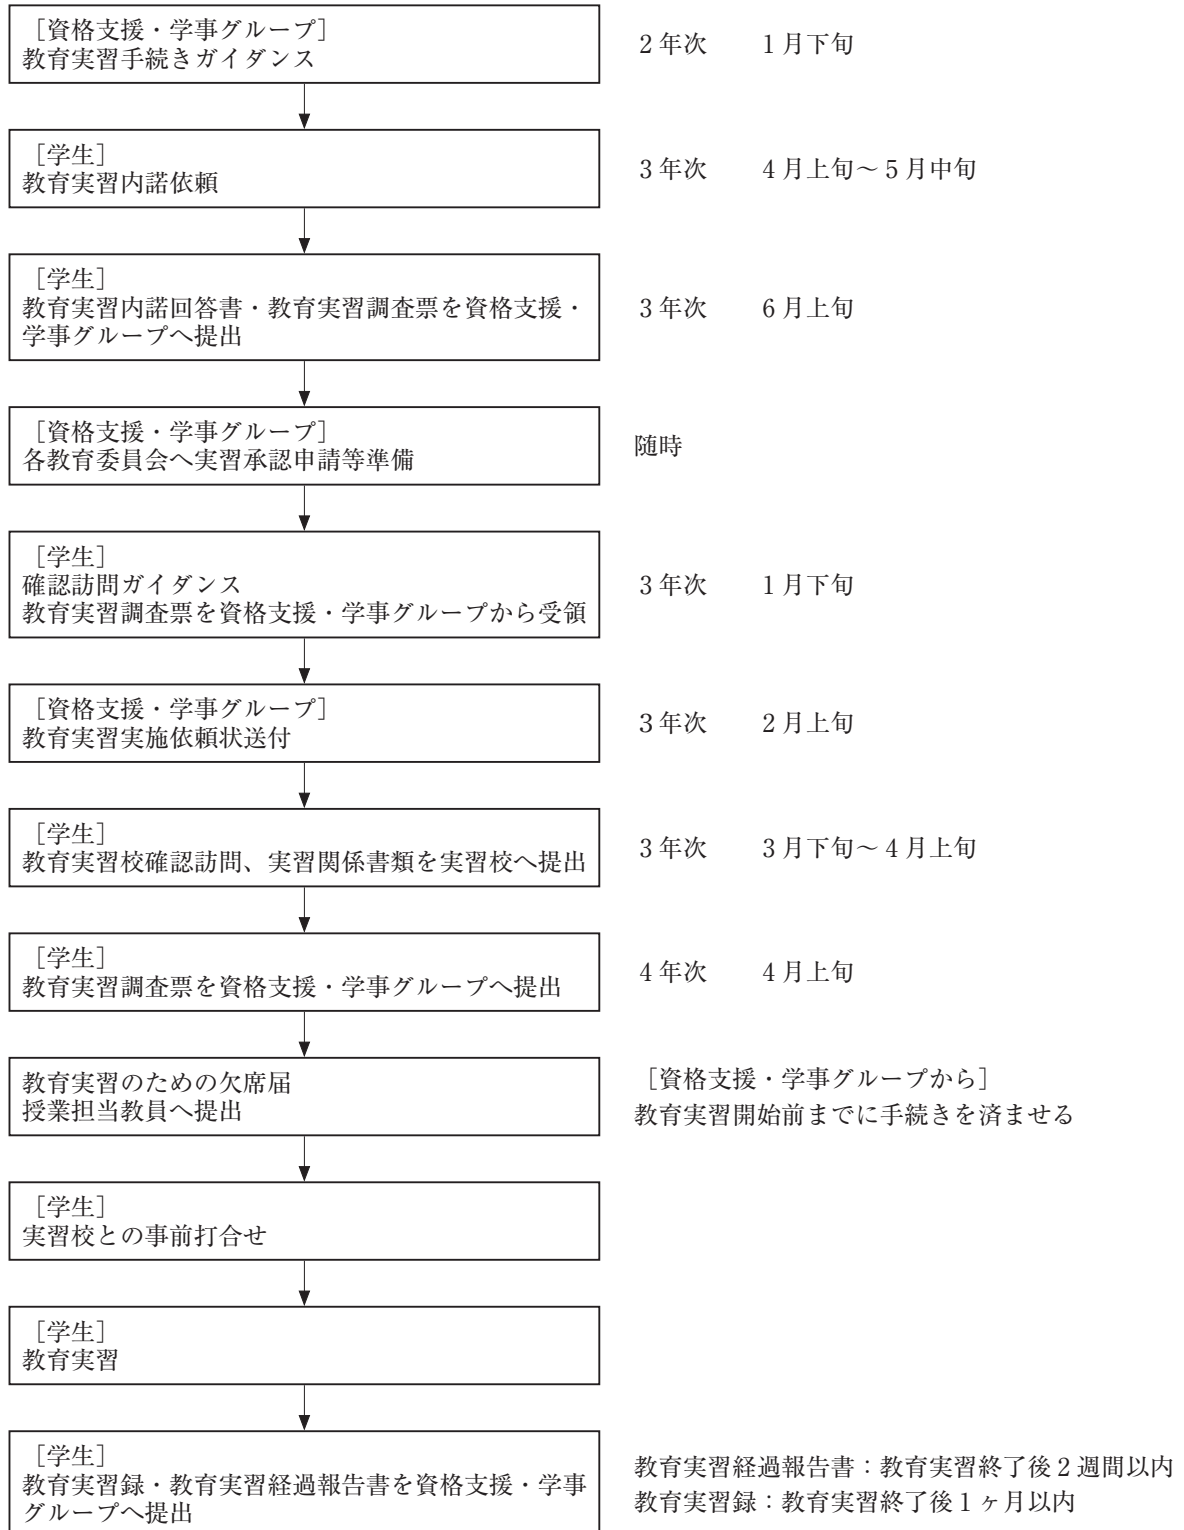 ［資格支援・学事グループ］
教育実習手続きガイダンス
２年次　　１月下旬
［学生］
教育実習内諾依頼
３年次　　４月上旬～５月中旬
［学生］
教育実習内諾回答書・教育実習調査票を資格支援・
学事グループへ提出
３年次　　６月上旬
［資格支援・学事グループ］
各教育委員会へ実習承認申請等準備
随時
［学生］
確認訪問ガイダンス
教育実習調査票を資格支援・学事グループから受領
３年次　　１月下旬
［資格支援・学事グループ］
教育実習実施依頼状送付
３年次　　２月上旬
［学生］
教育実習校確認訪問、実習関係書類を実習校へ提出
３年次　　３月下旬～４月上旬
［学生］
教育実習調査票を資格支援・学事グループへ提出
４年次　　４月上旬
教育実習のための欠席届
授業担当教員へ提出
［資格支援・学事グループから］
教育実習開始前までに手続きを済ませる
［学生］
実習校との事前打合せ
［学生］
教育実習
［学生］
教育実習録・教育実習経過報告書を資格支援・学事
グループへ提出
教育実習経過報告書：教育実習終了後２週間以内
教育実習録：教育実習終了後１ヶ月以内